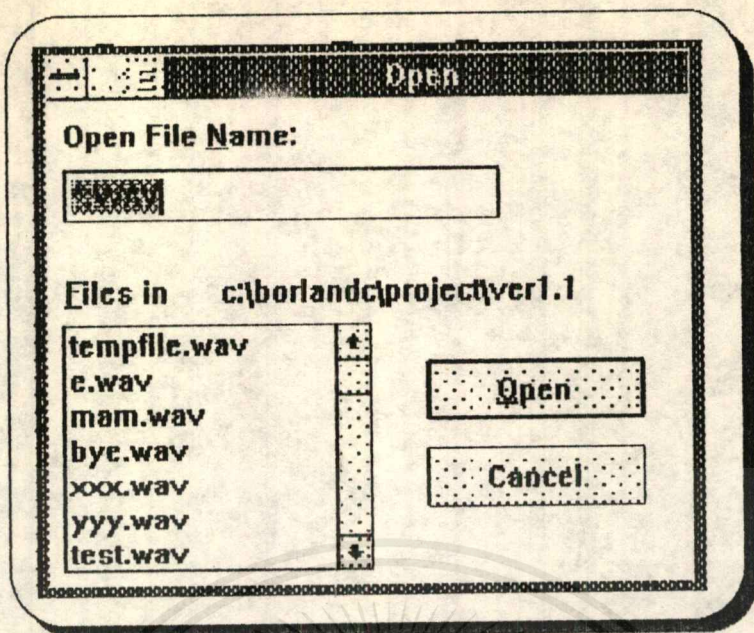 Open
Open File Name:
*.wav
Files in c:\borlandc\project\ver1.1
tempfile.wav
e.wav
mam.wav
bye.wav
xxx.wav
yyy.wav
test.wav
Open
Cancel